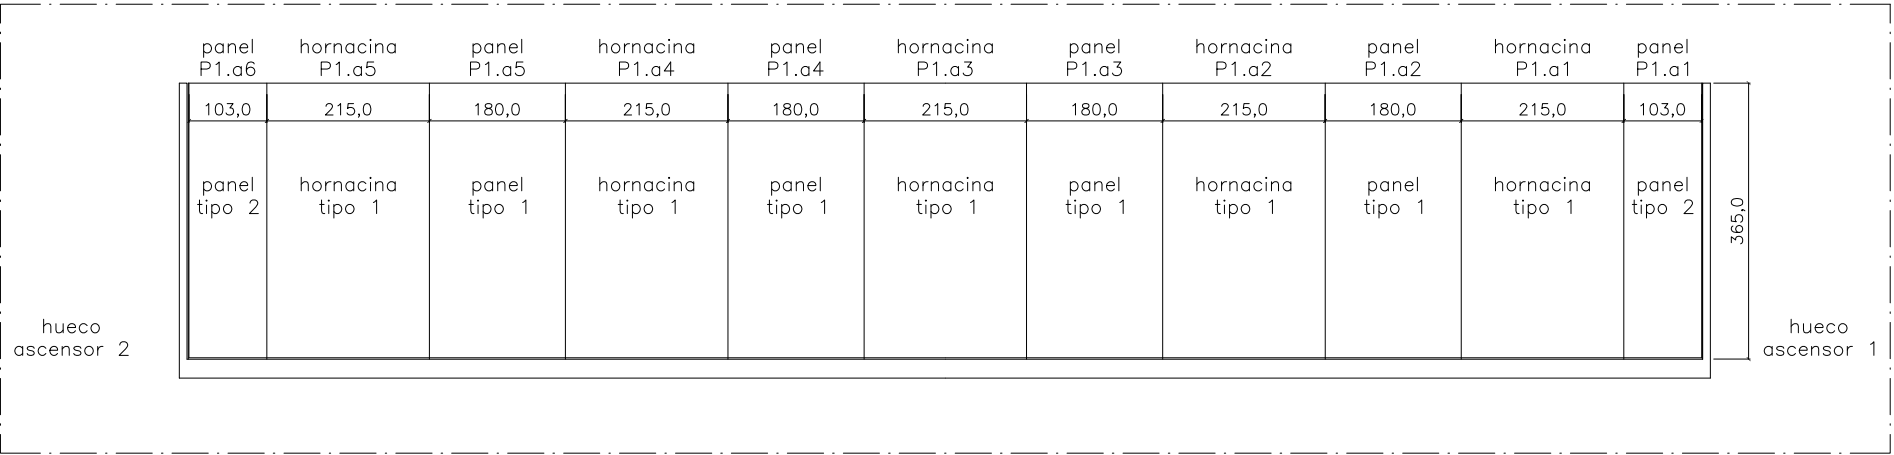 panel hornacina panel hornacina panel hornacina panel hornacina panel hornacina panel
P1.a6 P1.a5 P1.a5 P1.a4 P1.a4 P1.a3 P1.a3 P1.a2 P1.a2 P1.a1 P1.a1
103,0 215,0 180,0 215,0 180,0 215,0 180,0 215,0 180,0 215,0 103,0
panel hornacina panel hornacina panel hornacina panel hornacina panel hornacina panel
tipo 2 tipo 1 tipo 1 tipo 1 tipo 1 tipo 1 tipo 1 tipo 1 tipo 1 tipo 1 tipo 2
365,0
hueco
ascensor 2
hueco
ascensor 1